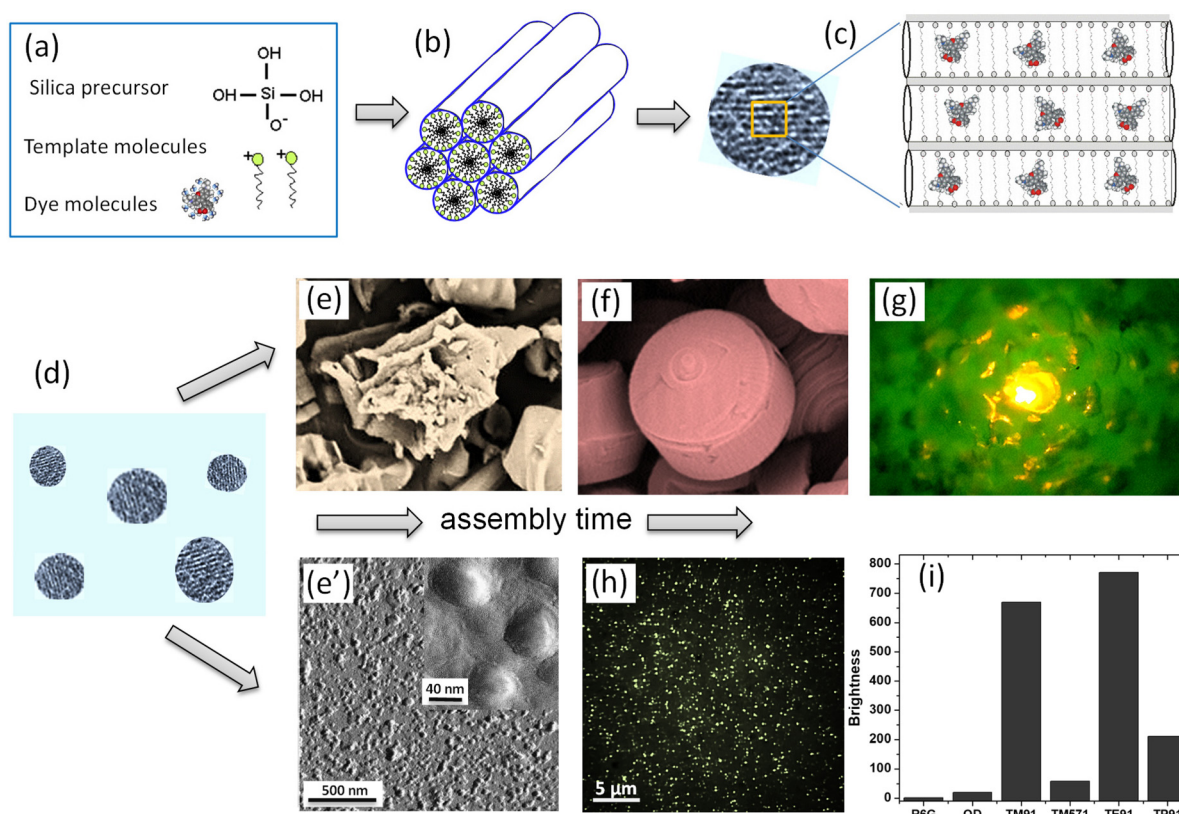 (a)
OH
Silica precursor
OH Si OH
O-
Template molecules
+ +
Dye molecules
(b)
(c)
(d)
(e)
(f)
(g)
assembly time
(e’)
40 nm
500 nm
(h)
5 µm
(i)
Brightness
800
700
600
500
400
300
200
100
0
TM91
TM571
TE91